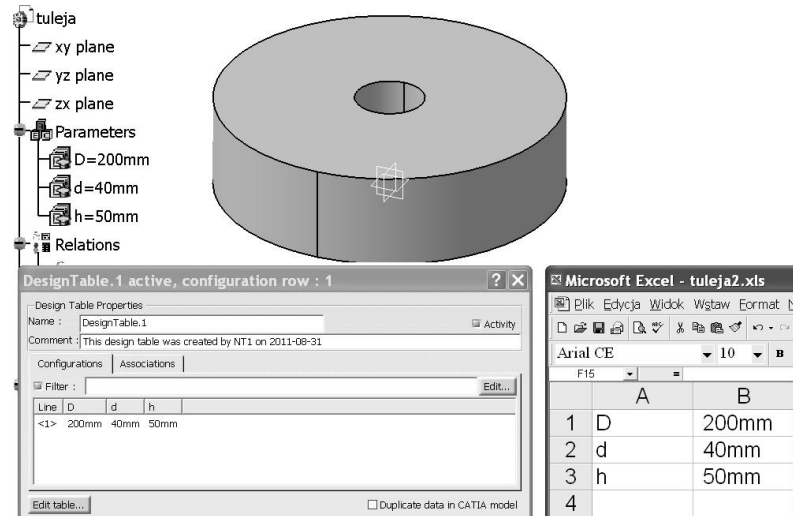 tuleja
xy plane
yz plane
zx plane
Parameters
D=200mm
d=40mm
h=50mm
Relations
DesignTable.1 active, configuration row : 1
Design Table Properties
Name : DesignTable.1 Activity
Comment : This design table was created by NT1 on 2011-08-31
Configurations Associations
Filter : Edit...
Line D d h
<1> 200mm 40mm 50mm
Edit table... Duplicate data in CATIA model
Microsoft Excel - tuleja2.xls
Plik Edycja Widok Wstaw Format
Arial CE 10 B
F15 =
A B
1 D 200mm
2 d 40mm
3 h 50mm
4